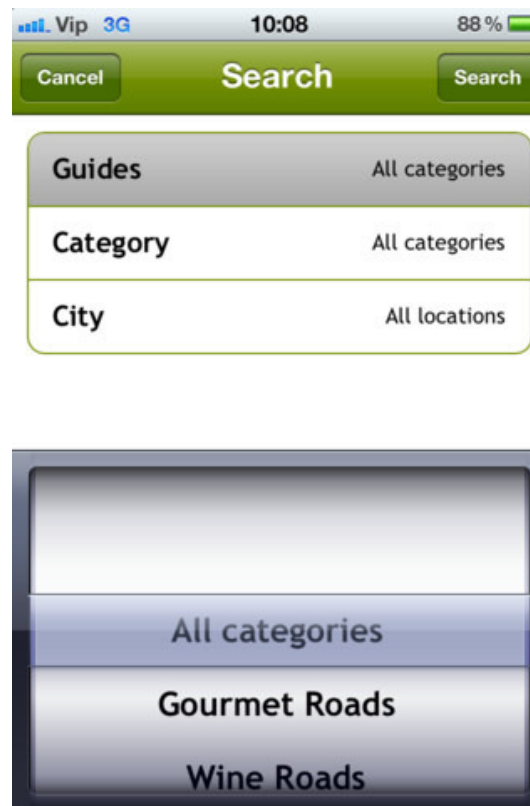 Vip 3G 10:08 88 %
Cancel Search Search
Guides All categories
Category All categories
City All locations
All categories
Gourmet Roads
Wine Roads